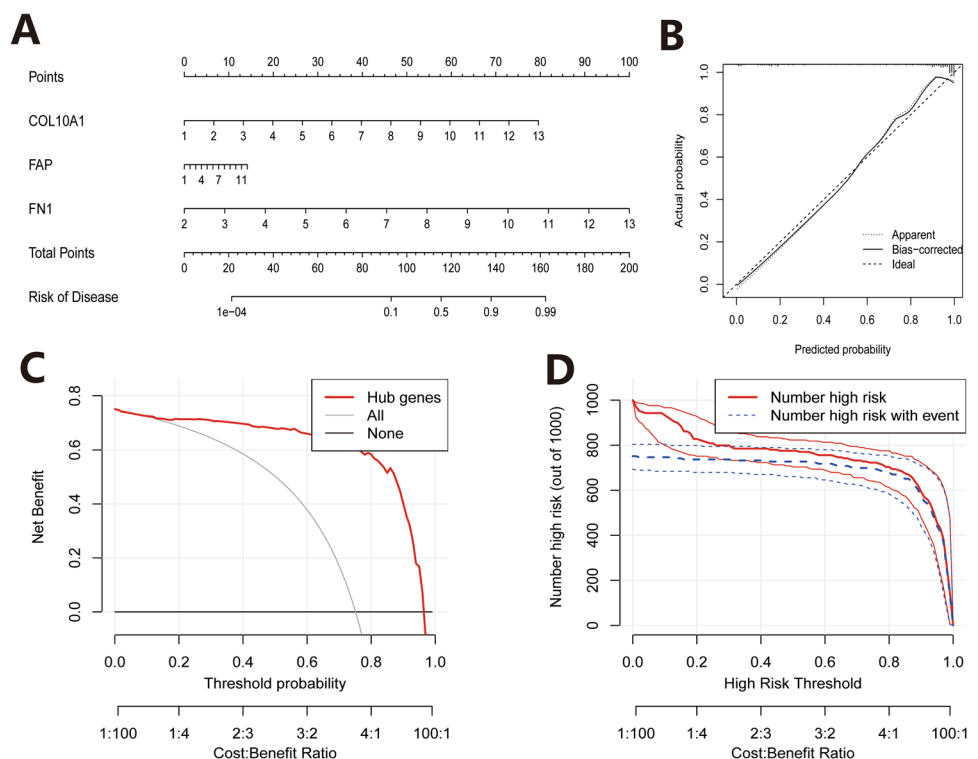 A
Points
0 10 20 30 40 50 60 70 80 90 100
COL10A1
1 2 3 4 5 6 7 8 9 10 11 12 13
FAP
1 4 7 11
FN1
2 3 4 5 6 7 8 9 10 11 12 13
Total Points
0 20 40 60 80 100 120 140 160 180 200
Risk of Disease
1e−04 0.1 0.5 0.9 0.99
B
Actual probability
1.0
0.8
0.6
0.4
0.2
0.0
Apparent
Bias−corrected
Ideal
0.0 0.2 0.4 0.6 0.8 1.0
Predicted probability
C
Net Benefit
0.8
0.6
0.4
0.2
0.0
Hub genes
All
None
0.0 0.2 0.4 0.6 0.8 1.0
Threshold probability
1:100 1:4 2:3 3:2 4:1 100:1
Cost:Benefit Ratio
D
Number high risk (out of 1000)
1000
800
600
400
200
0
Number high risk
Number high risk with event
0.0 0.2 0.4 0.6 0.8 1.0
High Risk Threshold
1:100 1:4 2:3 3:2 4:1 100:1
Cost:Benefit Ratio